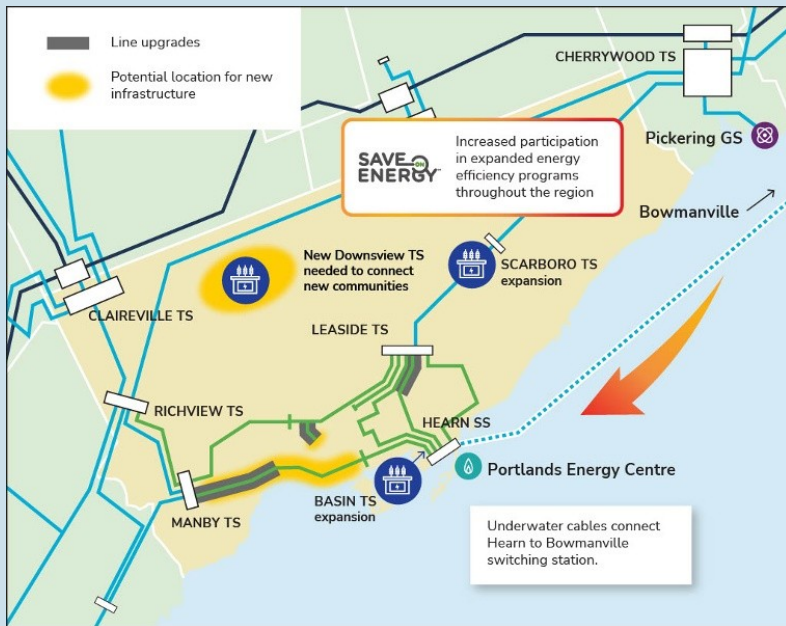 Line upgrades
Potential location for new
infrastructure
CHERRYWOOD TS
SAVE ON
ENERGY™
Increased participation
in expanded energy
efficiency programs
throughout the region
Pickering GS
Bowmanville
New Downsview TS
needed to connect
new communities
SCARBORO TS
expansion
CLAIREVILLE TS
LEASIDE TS
RICHVIEW TS
HEARN SS
Portlands Energy Centre
BASIN TS
expansion
MANBY TS
Underwater cables connect
Hearn to Bowmanville
switching station.